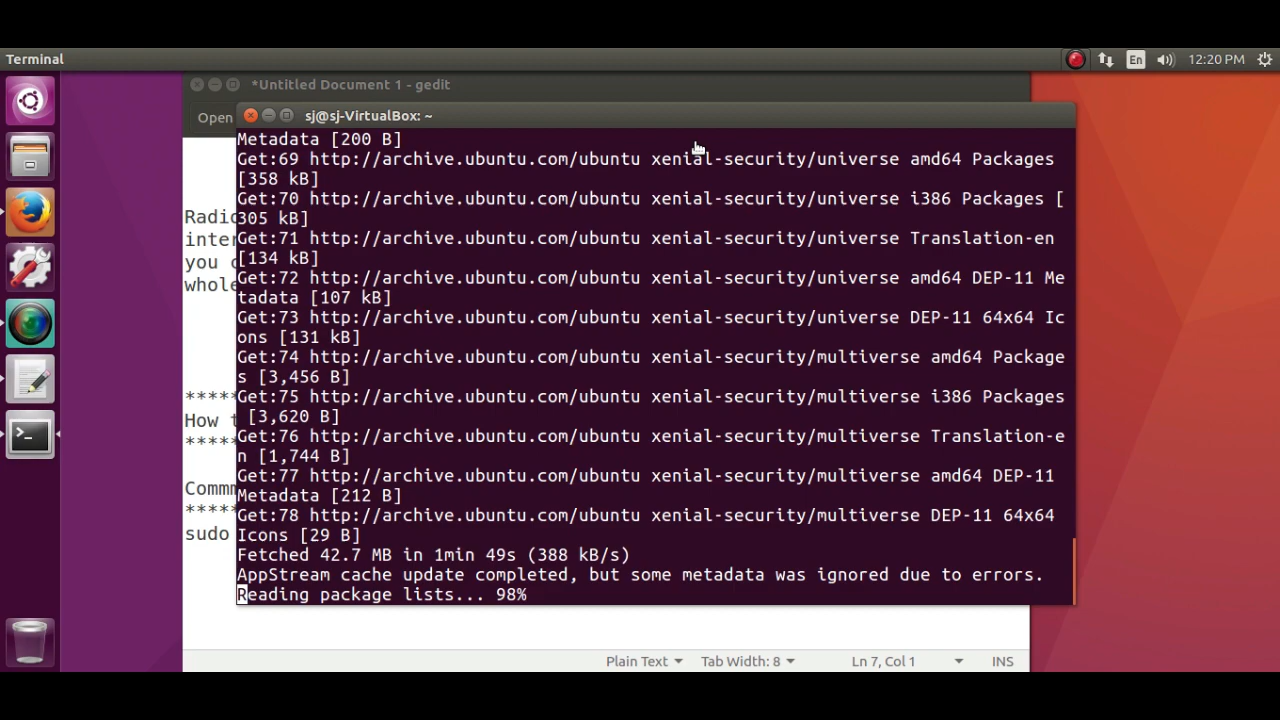 Terminal
En
12:20 PM
*Untitled Document 1 - gedit
Open
sj@sj-VirtualBox: ~
Metadata [200 B]
Get:69 http://archive.ubuntu.com/ubuntu xenial-security/universe amd64 Packages
[358 kB]
Get:70 http://archive.ubuntu.com/ubuntu xenial-security/universe i386 Packages [
305 kB]
Get:71 http://archive.ubuntu.com/ubuntu xenial-security/universe Translation-en
[134 kB]
Get:72 http://archive.ubuntu.com/ubuntu xenial-security/universe amd64 DEP-11 Me
tadata [107 kB]
Get:73 http://archive.ubuntu.com/ubuntu xenial-security/universe DEP-11 64x64 Ic
ons [131 kB]
Get:74 http://archive.ubuntu.com/ubuntu xenial-security/multiverse amd64 Package
s [3,456 B]
Get:75 http://archive.ubuntu.com/ubuntu xenial-security/multiverse i386 Packages
[3,620 B]
Get:76 http://archive.ubuntu.com/ubuntu xenial-security/multiverse Translation-e
n [1,744 B]
Get:77 http://archive.ubuntu.com/ubuntu xenial-security/multiverse amd64 DEP-11
Metadata [212 B]
Get:78 http://archive.ubuntu.com/ubuntu xenial-security/multiverse DEP-11 64x64
Icons [29 B]
Fetched 42.7 MB in 1min 49s (388 kB/s)
AppStream cache update completed, but some metadata was ignored due to errors.
Reading package lists... 98%
Radio
inter
you c
whole
*****
How t
*****
Commm
*****
sudo
Plain Text
Tab Width: 8
Ln 7, Col 1
INS